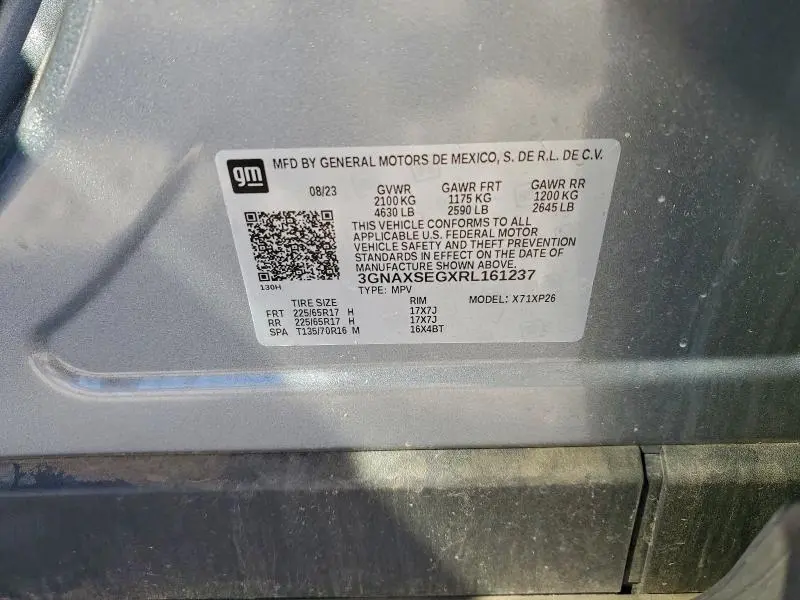 gm MFD BY GENERAL MOTORS DE MEXICO, S. DE R.L. DE C.V.
08/23 GVWR GAWR FRT GAWR RR
2100 KG 1175 KG 1200 KG
4630 LB 2590 LB 2645 LB
THIS VEHICLE CONFORMS TO ALL
APPLICABLE U.S. FEDERAL MOTOR
VEHICLE SAFETY AND THEFT PREVENTION
STANDARDS IN EFFECT ON THE DATE OF
MANUFACTURE SHOWN ABOVE.
3GNAXSEGXRL161237
130H
TYPE: MPV MODEL: X71XP26
TIRE SIZE RIM
FRT 225/65R17 H 17X7J
RR 225/65R17 H 17X7J
SPA T135/70R16 M 16X4BT